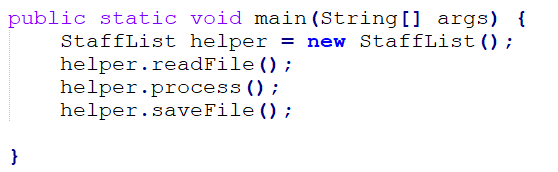 public static void main(String[] args) {
    StaffList helper = new StaffList();
    helper.readFile();
    helper.process();
    helper.saveFile();
}